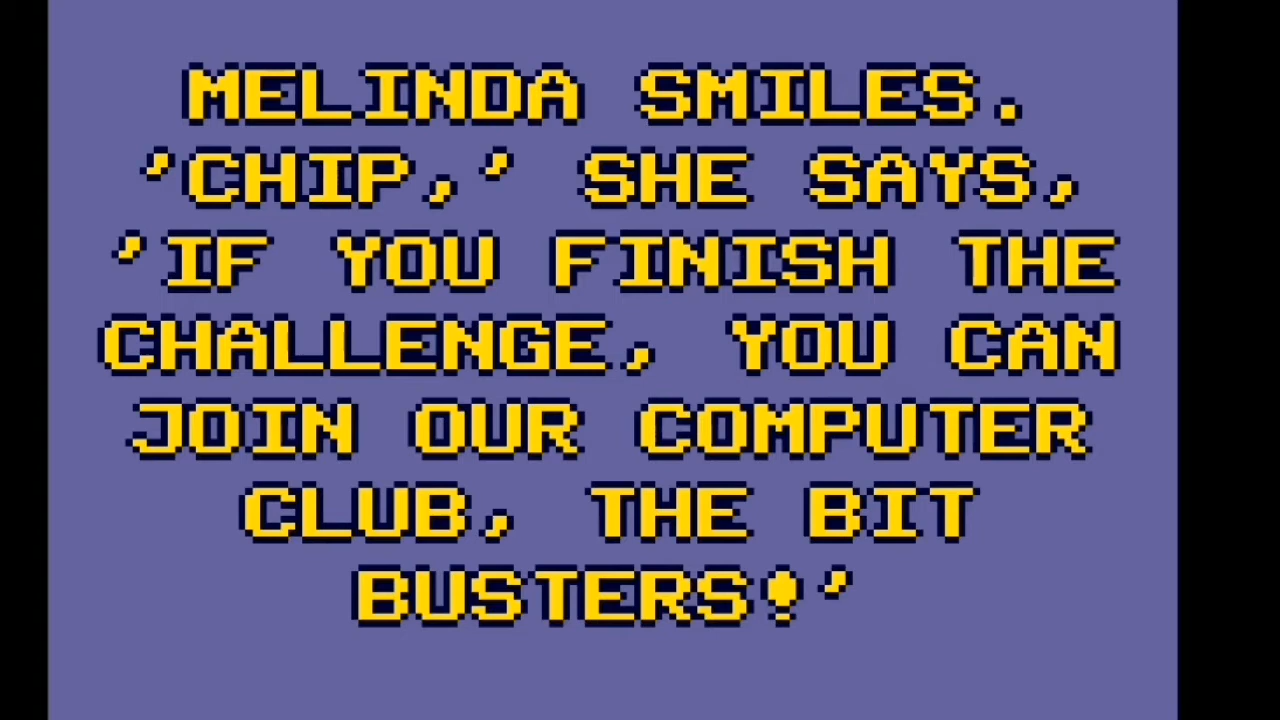 MELINDA SMILES.
'CHIP,' SHE SAYS,
'IF YOU FINISH THE
CHALLENGE, YOU CAN
JOIN OUR COMPUTER
CLUB, THE BIT
BUSTERS!'